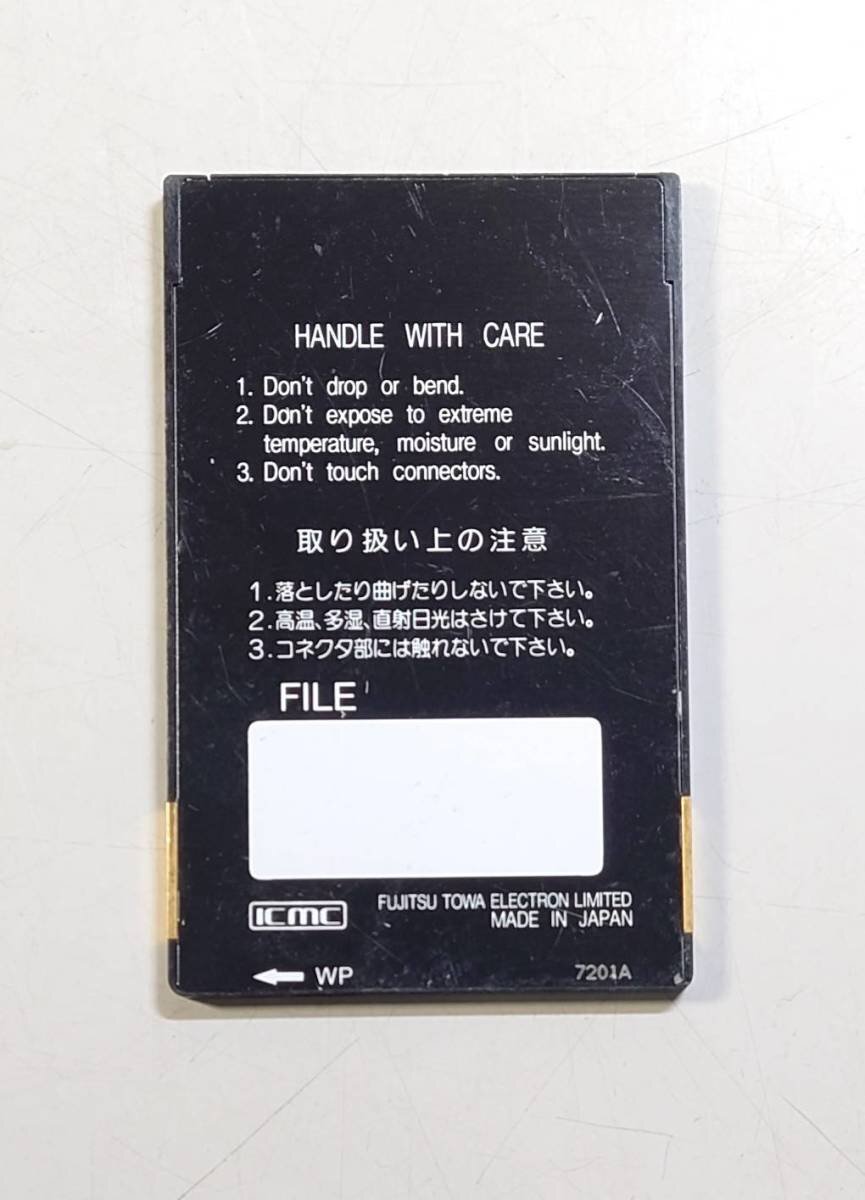 HANDLE WITH CARE
1. Don't drop or bend.
2. Don't expose to extreme
temperature, moisture or sunlight.
3. Don't touch connectors.
取り扱い上の注意
1.落としたり曲げたりしないで下さい。
2.高温、多湿、直射日光はさけて下さい。
3.コネクタ部には触れないで下さい。
FILE
ICMC
FUJITSU TOWA ELECTRON LIMITED
MADE IN JAPAN
WP
7201A